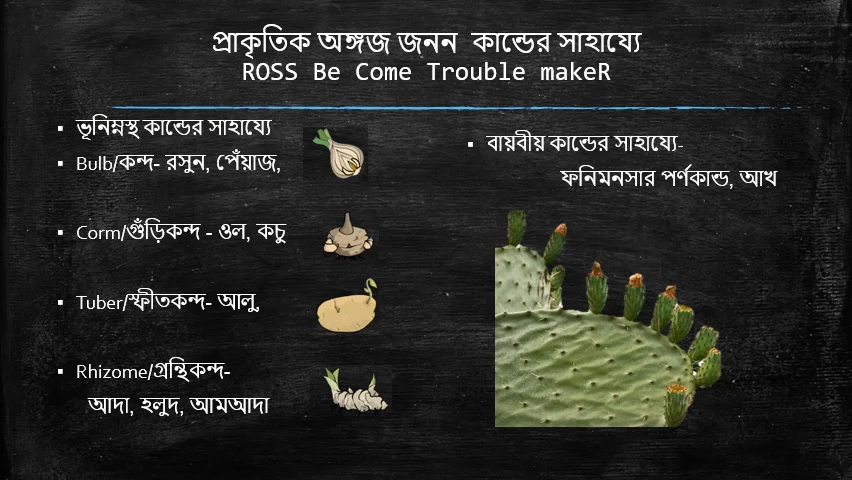 প্রাকৃতিক অঙ্গজ জনন কান্ডের সাহায্যে
ROSS Be Come Trouble makeR
▪ ভূনিম্নস্থ কান্ডের সাহায্যে
▪ Bulb/কন্দ- রসুন, পেঁয়াজ,
▪ Corm/গুঁড়িকন্দ - ওল, কচু
▪ Tuber/স্ফীতকন্দ- আলু,
▪ Rhizome/গ্রন্থিকন্দ-
আদা, হলুদ, আমআদা
▪ বায়বীয় কান্ডের সাহায্যে-
ফনিমনসার পর্ণকান্ড, আখ